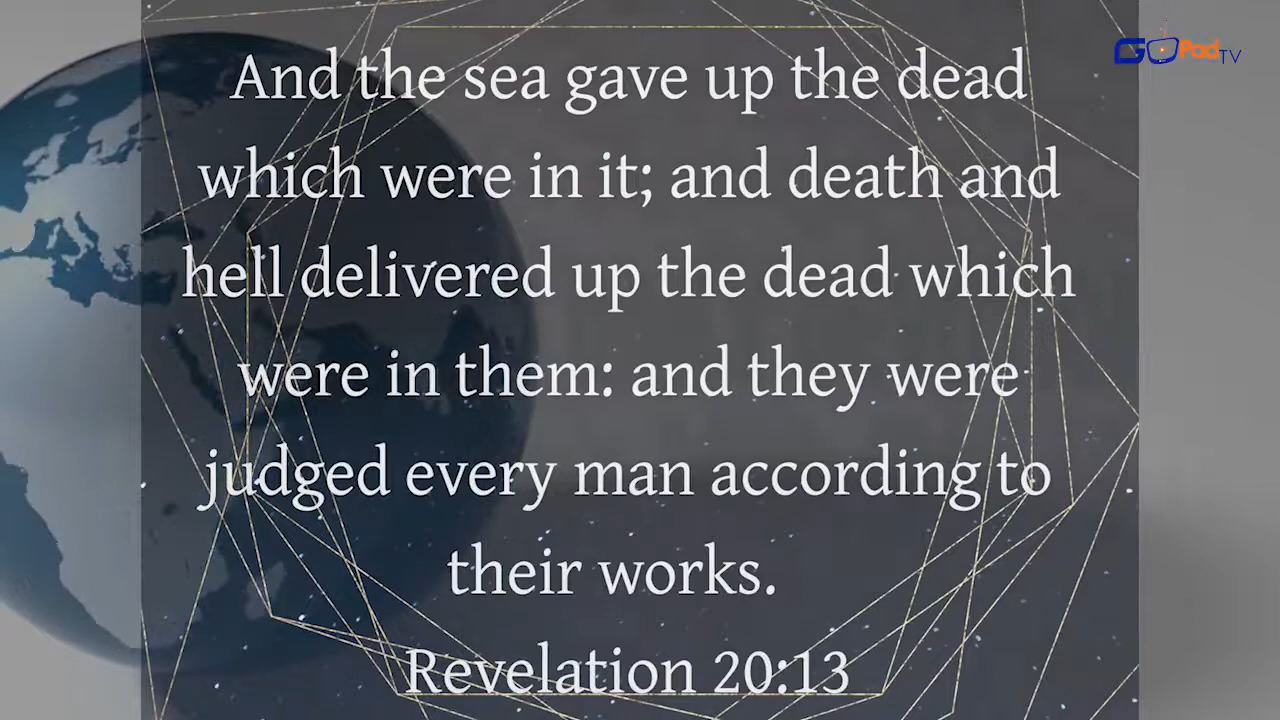 GOPadTV
And the sea gave up the dead
which were in it; and death and
hell delivered up the dead which
were in them: and they were
judged every man according to
their works.
Revelation 20:13